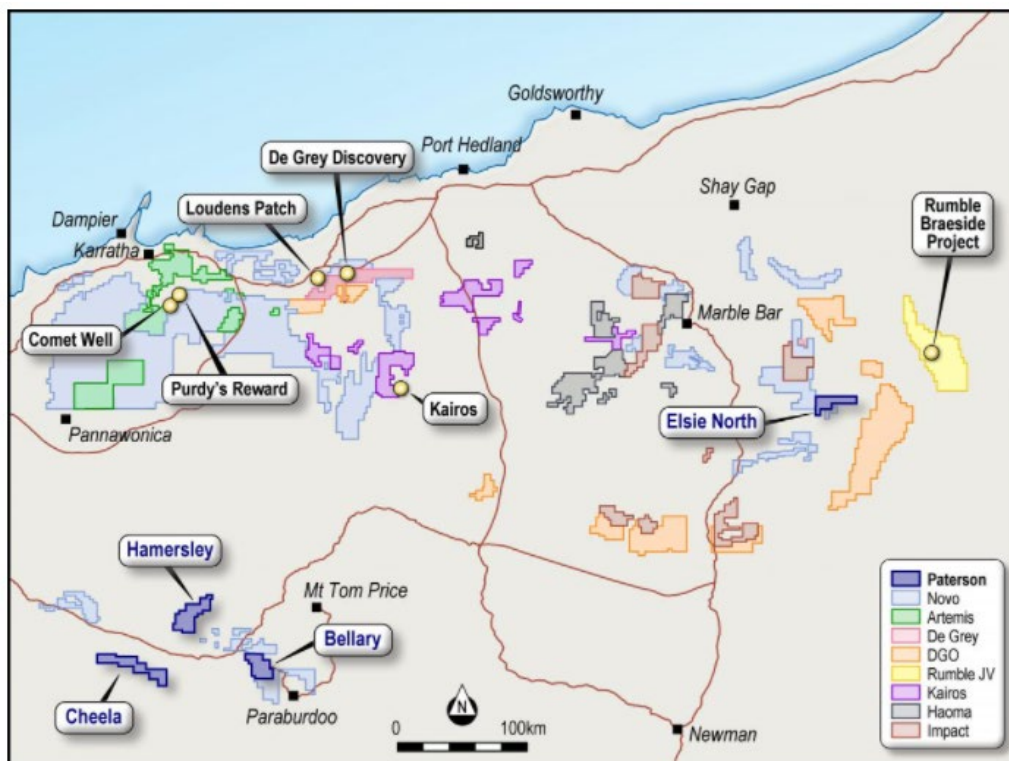 Goldsworthy
De Grey Discovery
Port Hedland
Loudens Patch
Shay Gap
Dampier
Karratha
Rumble
Braeside
Project
Comet Well
Marble Bar
Purdy's Reward
Kairos
Pannawonica
Elsie North
Hamersley
Mt Tom Price
Bellary
Cheela
Paraburdoo
N
0 100km
Newman
Paterson
Novo
Artemis
De Grey
DGO
Rumble JV
Kairos
Haoma
Impact